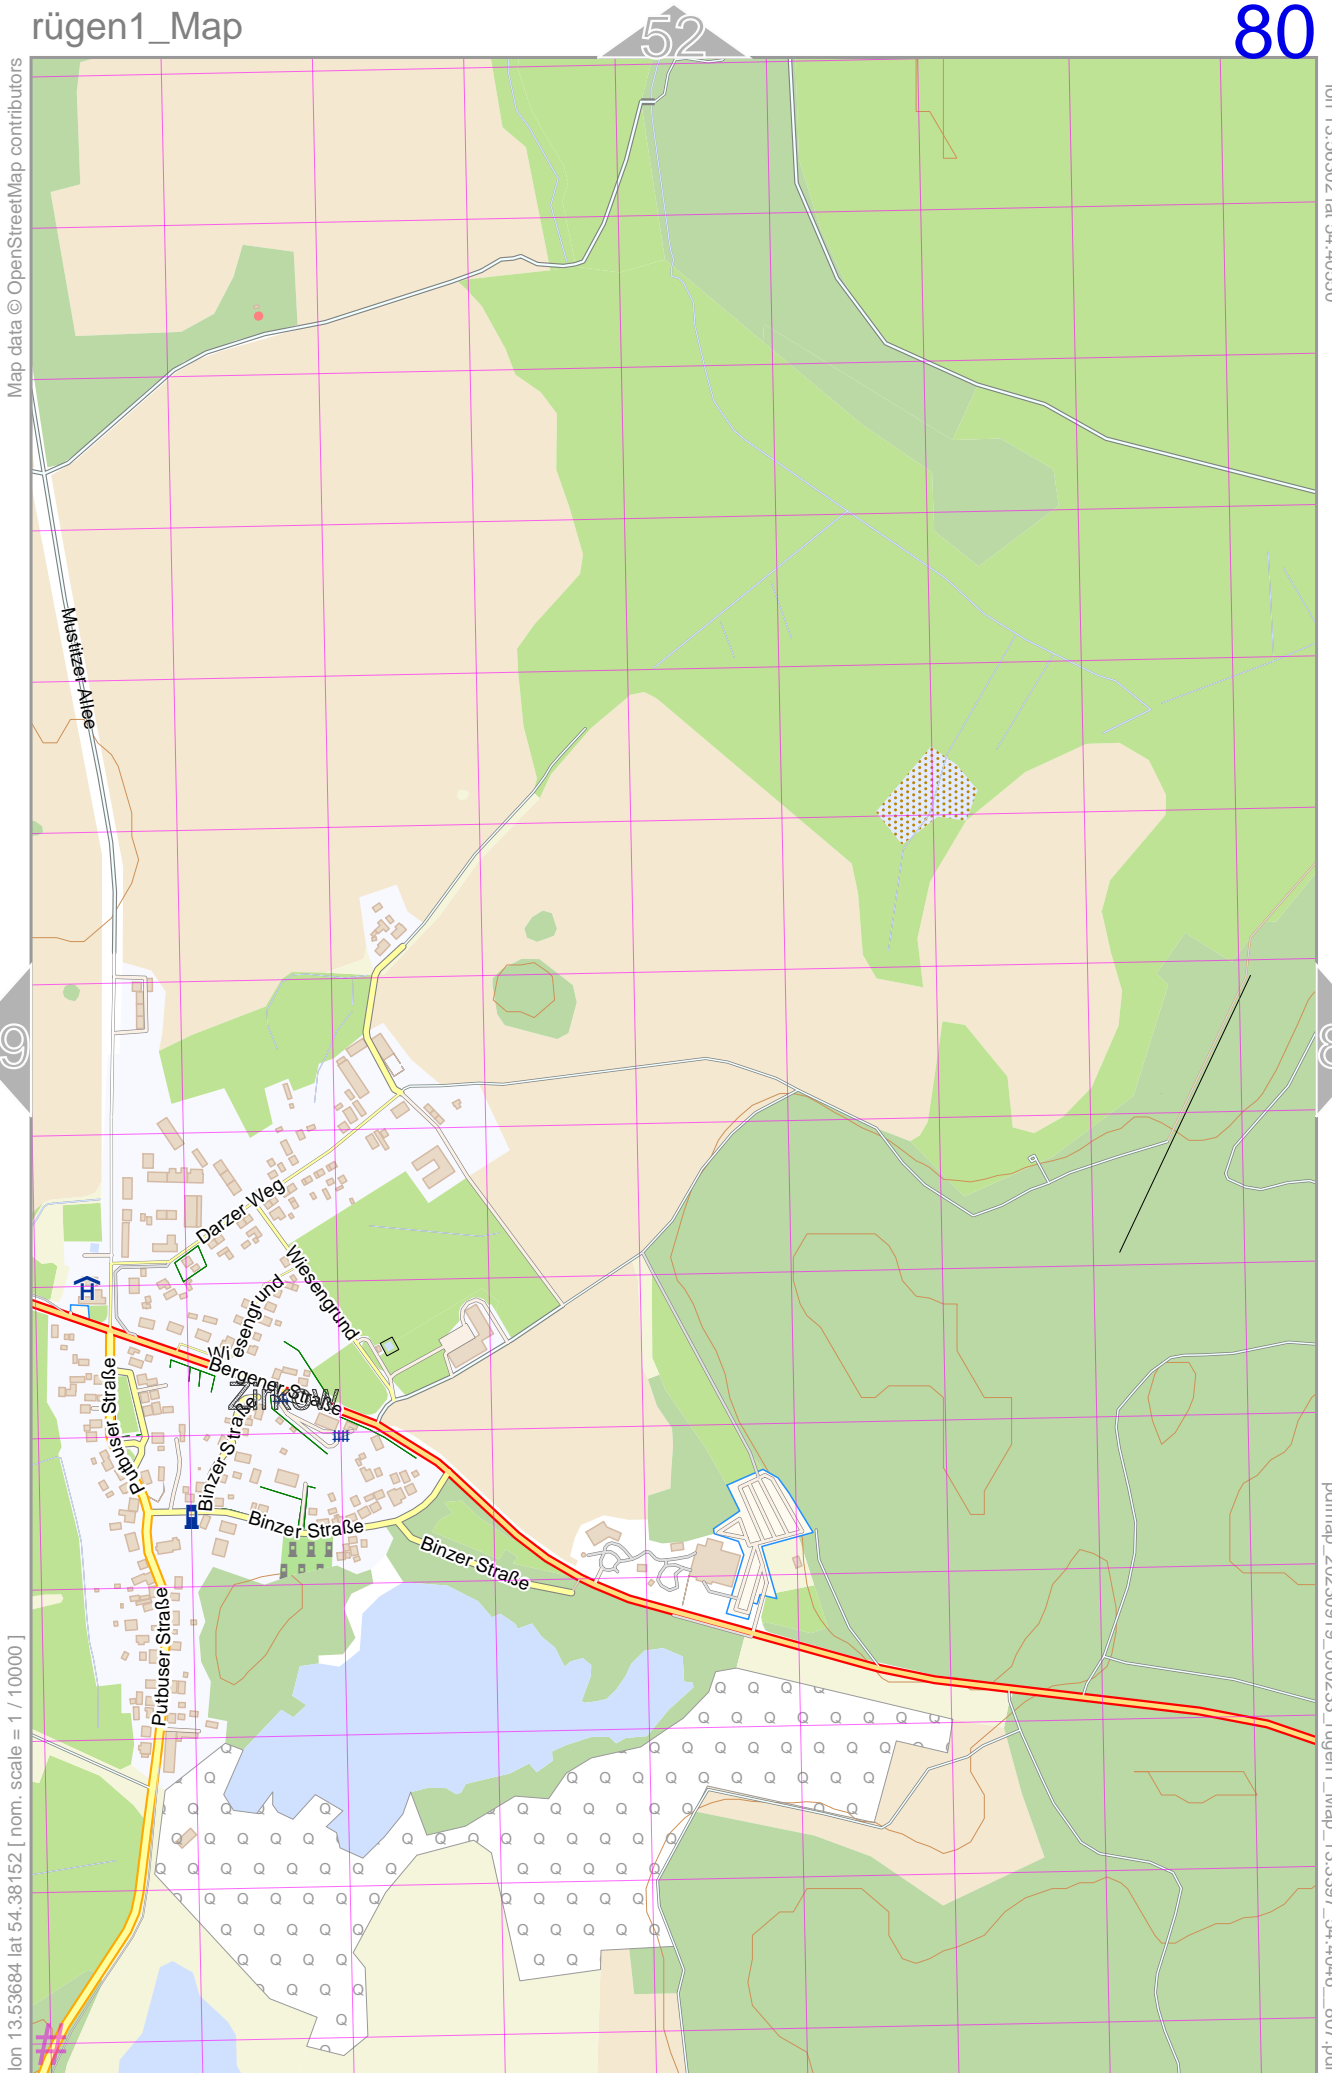 rügen1_Map
52
80
Map data © OpenStreetMap contributors
Mustitzer Allee
Darzer Weg
Wiesengrund
Wiesengrund
H
Wi
Bergener Straße
Zirkow
Putbuser Straße
Binzer Straße
Binzer Straße
Binzer Straße
Putbuser Straße
lon 13.53684 lat 54.38152 [ nom. scale = 1 / 10000 ]